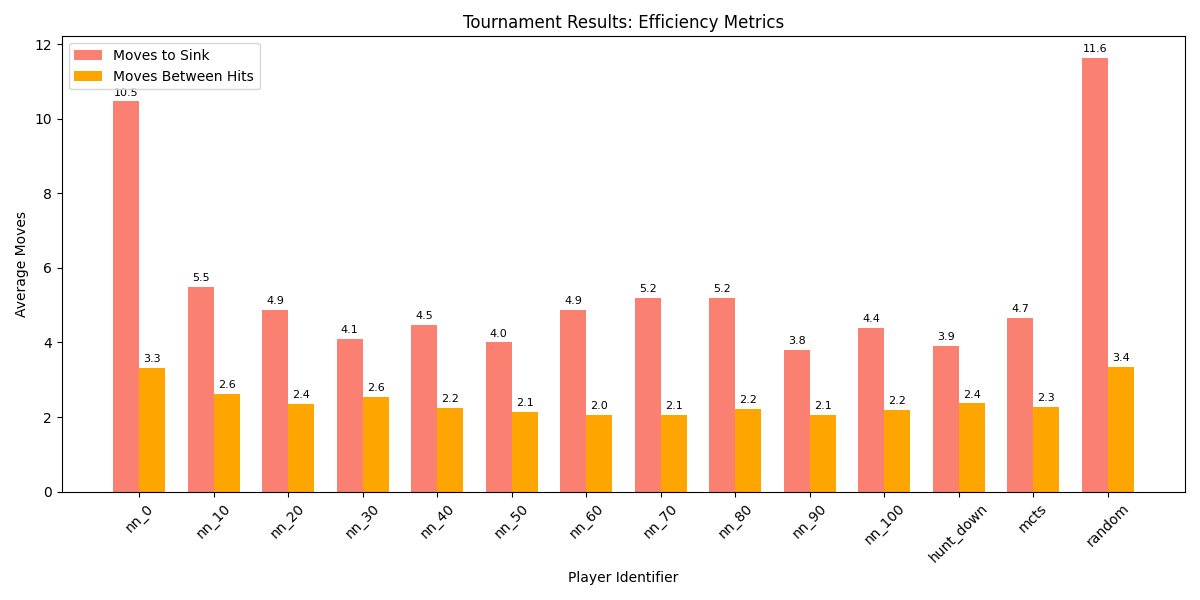 Tournament Results: Efficiency Metrics
Moves to Sink
Moves Between Hits
Average Moves
12
10
8
6
4
2
0
10.5
3.3
5.5
2.6
4.9
2.4
4.1
2.6
4.5
2.2
4.0
2.1
4.9
2.0
5.2
2.1
5.2
2.2
3.8
2.1
4.4
2.2
3.9
2.4
4.7
2.3
11.6
3.4
nn_0
nn_10
nn_20
nn_30
nn_40
nn_50
nn_60
nn_70
nn_80
nn_90
nn_100
hunt_down
mcts
random
Player Identifier